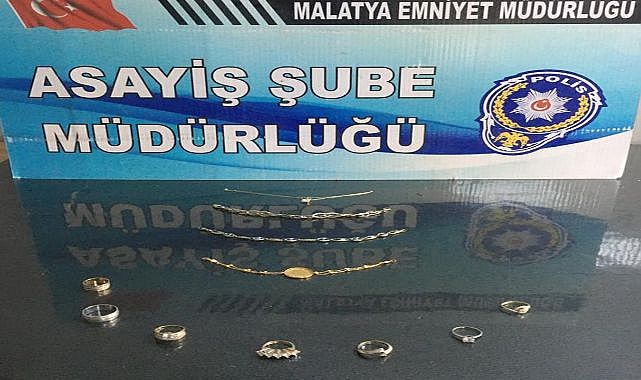 MALATYA EMNİYET MÜDÜRLÜĞÜ
ASAYİŞ ŞUBE
MÜDÜRLÜĞÜ
POLİS